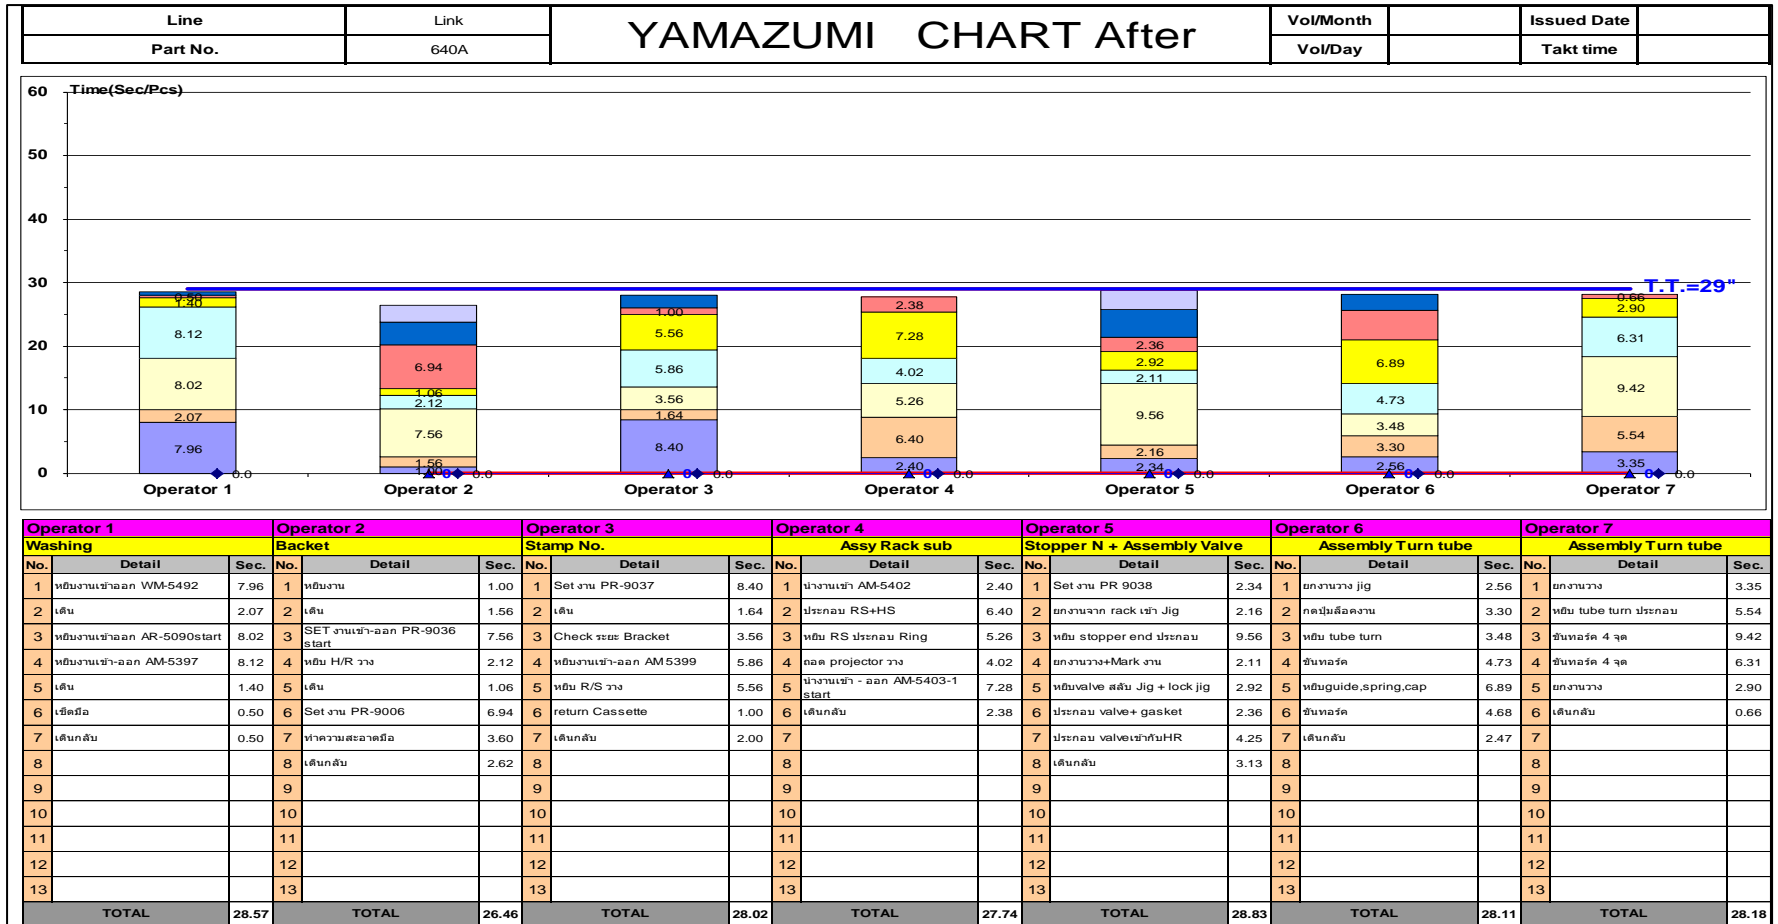 Line Link YAMAZUMI CHART After Vol/Month Issued Date
Part No. 640A Vol/Day Takt time
Time(Sec/Pcs)
60
50
40
30
20
10
0
T.T.=29"
0.50
1.40
8.12
8.02
2.07
7.96
0.0
6.94
1.06
2.12
7.56
1.56
1.00
0.0
1.00
5.56
5.86
3.56
1.64
8.40
0.0
2.38
7.28
4.02
5.26
6.40
2.40
0.0
2.36
2.92
2.11
9.56
2.16
2.34
0.0
6.89
4.73
3.48
3.30
2.56
0.0
0.66
2.90
6.31
9.42
5.54
3.35
0.0
Operator 1 Operator 2 Operator 3 Operator 4 Operator 5 Operator 6 Operator 7
Operator 1 Operator 2 Operator 3 Operator 4 Operator 5 Operator 6 Operator 7
Washing Backet Stamp No. Assy Rack sub Stopper N + Assembly Valve Assembly Turn tube Assembly Turn tube
No. Detail Sec. No. Detail Sec. No. Detail Sec. No. Detail Sec. No. Detail Sec. No. Detail Sec. No. Detail Sec.
1 หยิบงานเข้าออก WM-5492 7.96 1 หยิบงาน 1.00 1 Set งาน PR-9037 8.40 1 นำงานเข้า AM-5402 2.40 1 Set งาน PR 9038 2.34 1 ยกงานวาง jig 2.56 1 ยกงานวาง 3.35
2 เดิน 2.07 2 เดิน 1.56 2 เดิน 1.64 2 ประกอบ RS+HS 6.40 2 ยกงานจาก rack เข้า Jig 2.16 2 กดปุ่มล็อคงาน 3.30 2 หยิบ tube turn ประกอบ 5.54
3 หยิบงานเข้าออก AR-5090start 8.02 3 SET งานเข้า-ออก PR-9036 start 7.56 3 Check ระยะ Bracket 3.56 3 หยิบ RS ประกอบ Ring 5.26 3 หยิบ stopper end ประกอบ 9.56 3 หยิบ tube turn 3.48 3 ขันทอร์ค 4 จุด 9.42
4 หยิบงานเข้า-ออก AM-5397 8.12 4 หยิบ H/R วาง 2.12 4 หยิบงานเข้า-ออก AM 5399 5.86 4 ถอด projector วาง 4.02 4 ยกงานวาง+Mark งาน 2.11 4 ขันทอร์ค 4.73 4 ขันทอร์ค 4 จุด 6.31
5 เดิน 1.40 5 เดิน 1.06 5 หยิบ R/S วาง 5.56 5 นำงานเข้า - ออก AM-5403-1 start 7.28 5 หยิบvalve สลับ Jig + lock jig 2.92 5 หยิบguide,spring,cap 6.89 5 ยกงานวาง 2.90
6 เช็ดมือ 0.50 6 Set งาน PR-9006 6.94 6 return Cassette 1.00 6 เดินกลับ 2.38 6 ประกอบ valve+ gasket 2.36 6 ขันทอร์ค 4.68 6 เดินกลับ 0.66
7 เดินกลับ 0.50 7 ทำความสะอาดมือ 3.60 7 เดินกลับ 2.00 7 7 ประกอบ valveเข้ากับHR 4.25 7 เดินกลับ 2.47 7
8 8 เดินกลับ 2.62 8 8 8 เดินกลับ 3.13 8 8
9 9 9 9 9 9 9
10 10 10 10 10 10 10
11 11 11 11 11 11 11
12 12 12 12 12 12 12
13 13 13 13 13 13 13
TOTAL 28.57 TOTAL 26.46 TOTAL 28.02 TOTAL 27.74 TOTAL 28.83 TOTAL 28.11 TOTAL 28.18